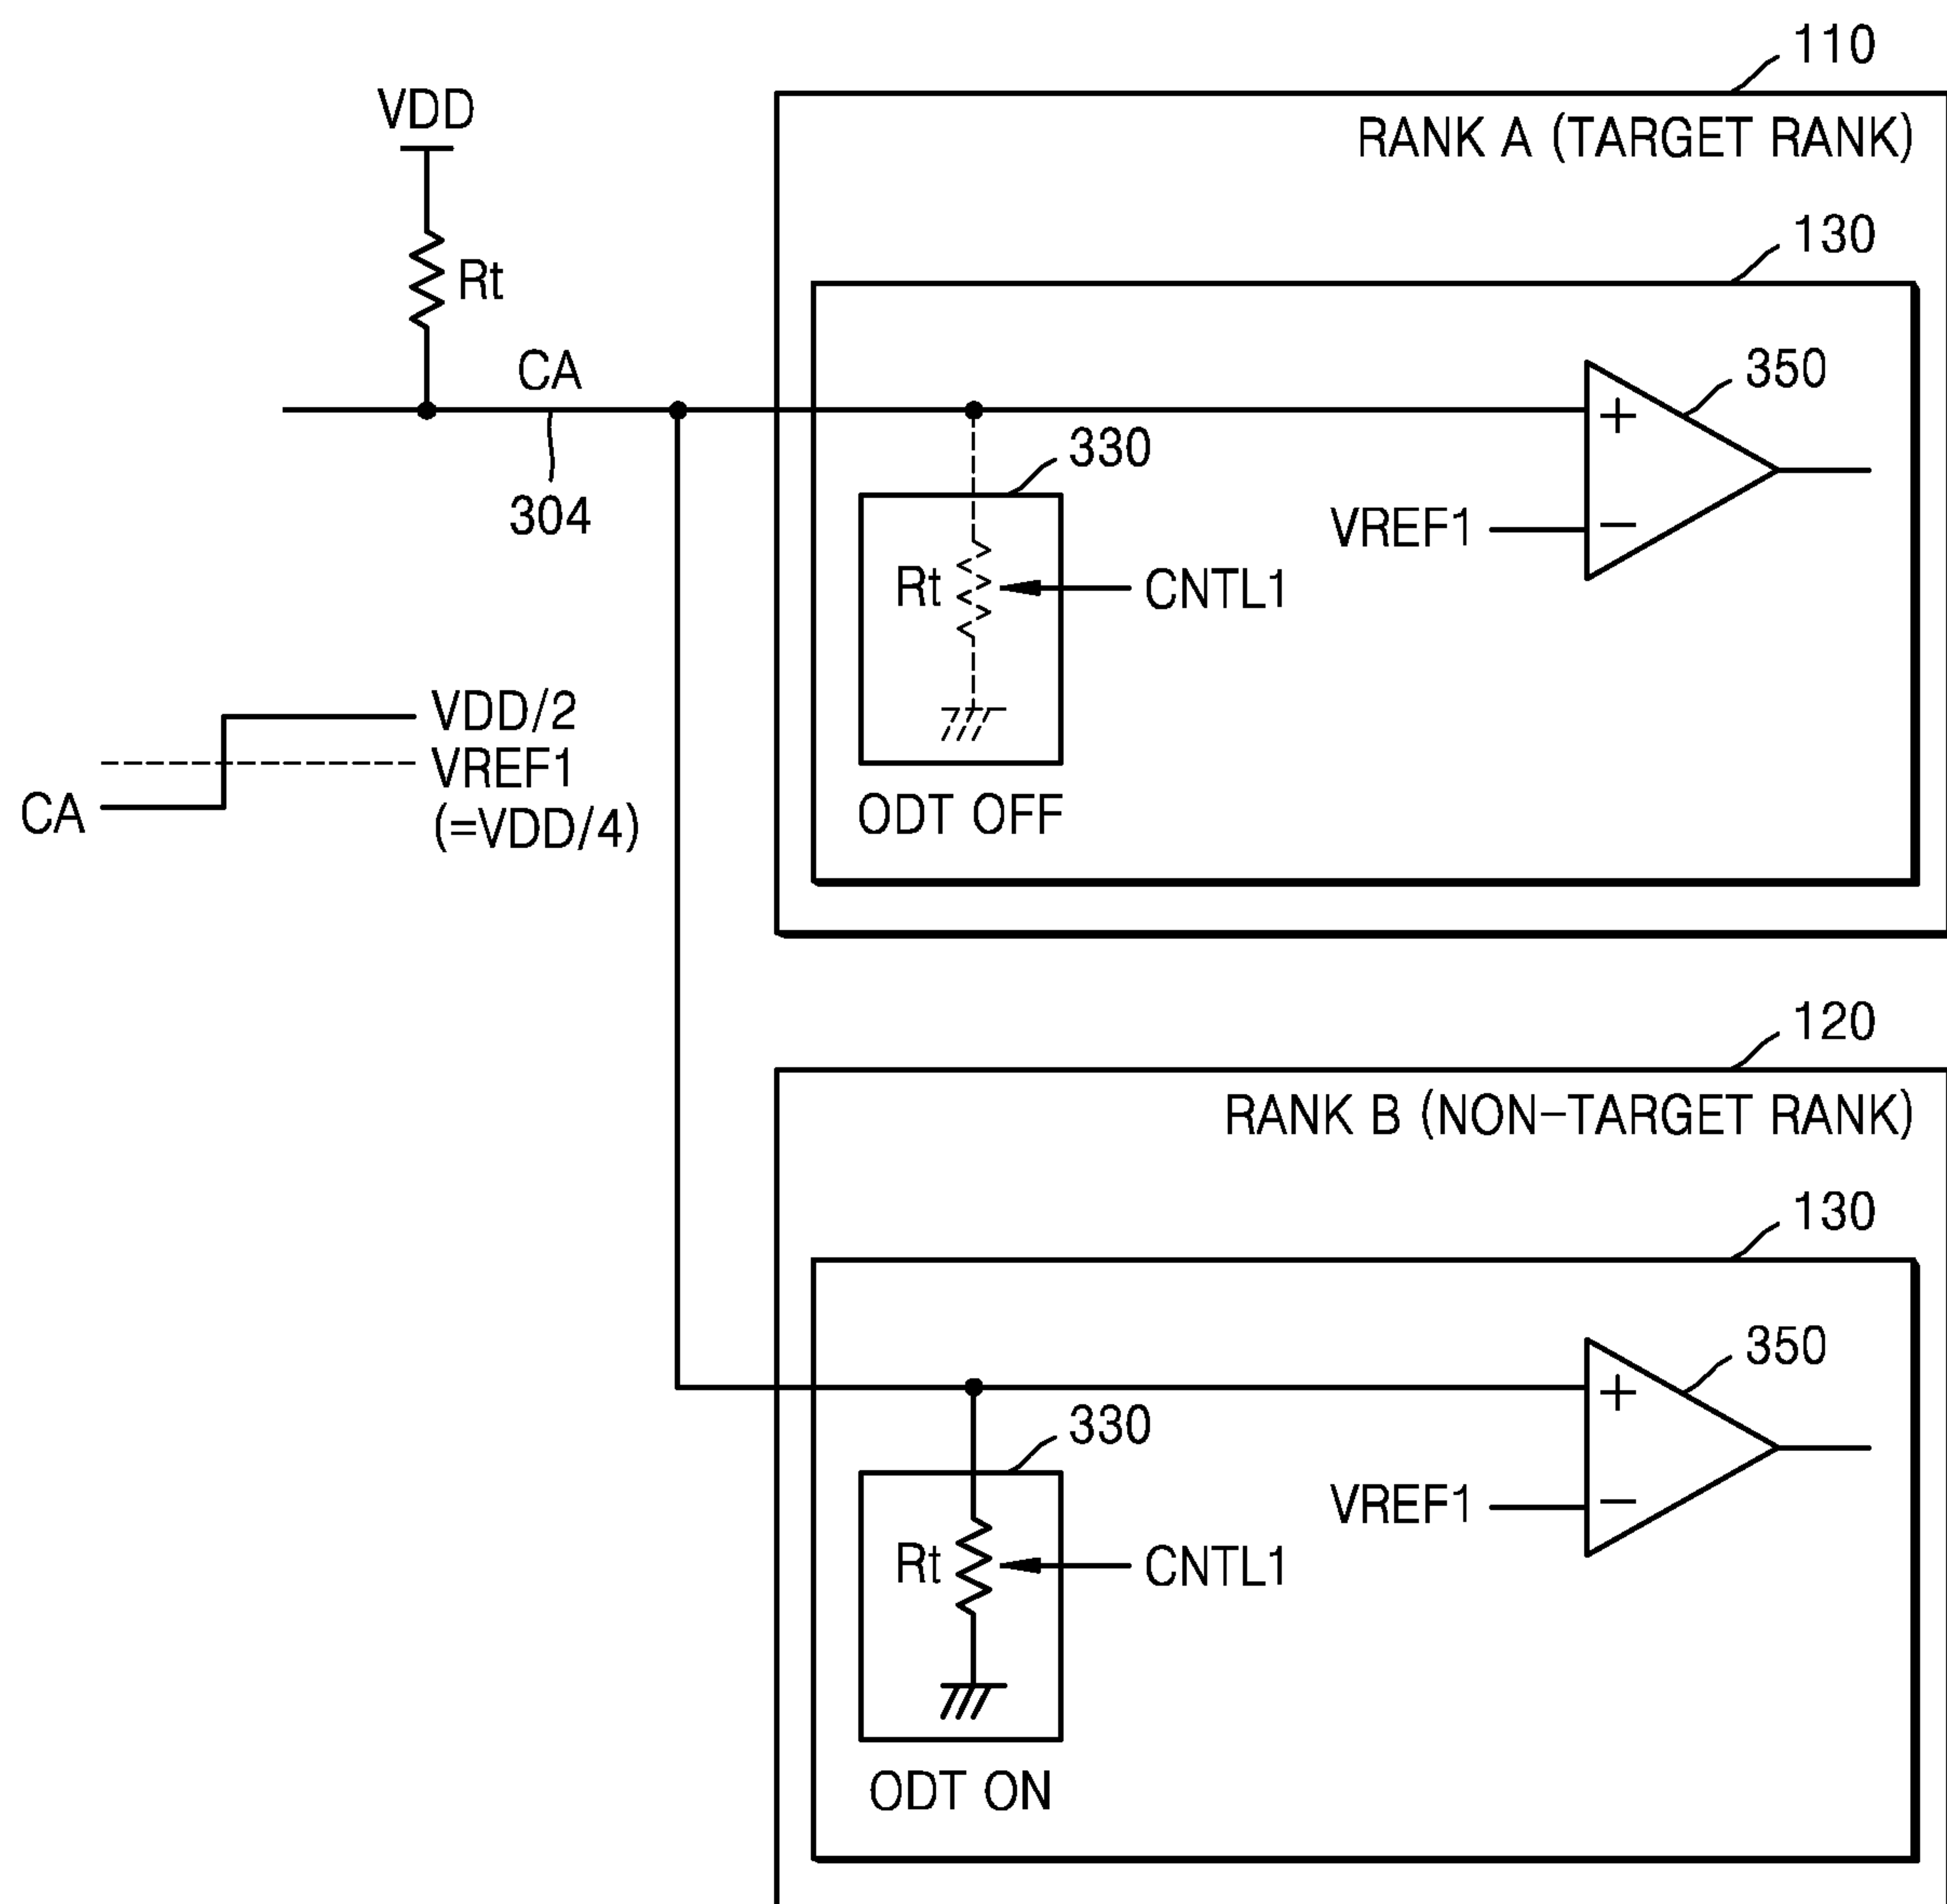 110
RANK A (TARGET RANK)
VDD
Rt
130
CA
304
350
+
330
VREF1
−
Rt
CNTL1
ODT OFF
VDD/2
VREF1
(=VDD/4)
CA
120
RANK B (NON-TARGET RANK)
130
350
+
330
VREF1
−
Rt
CNTL1
ODT ON